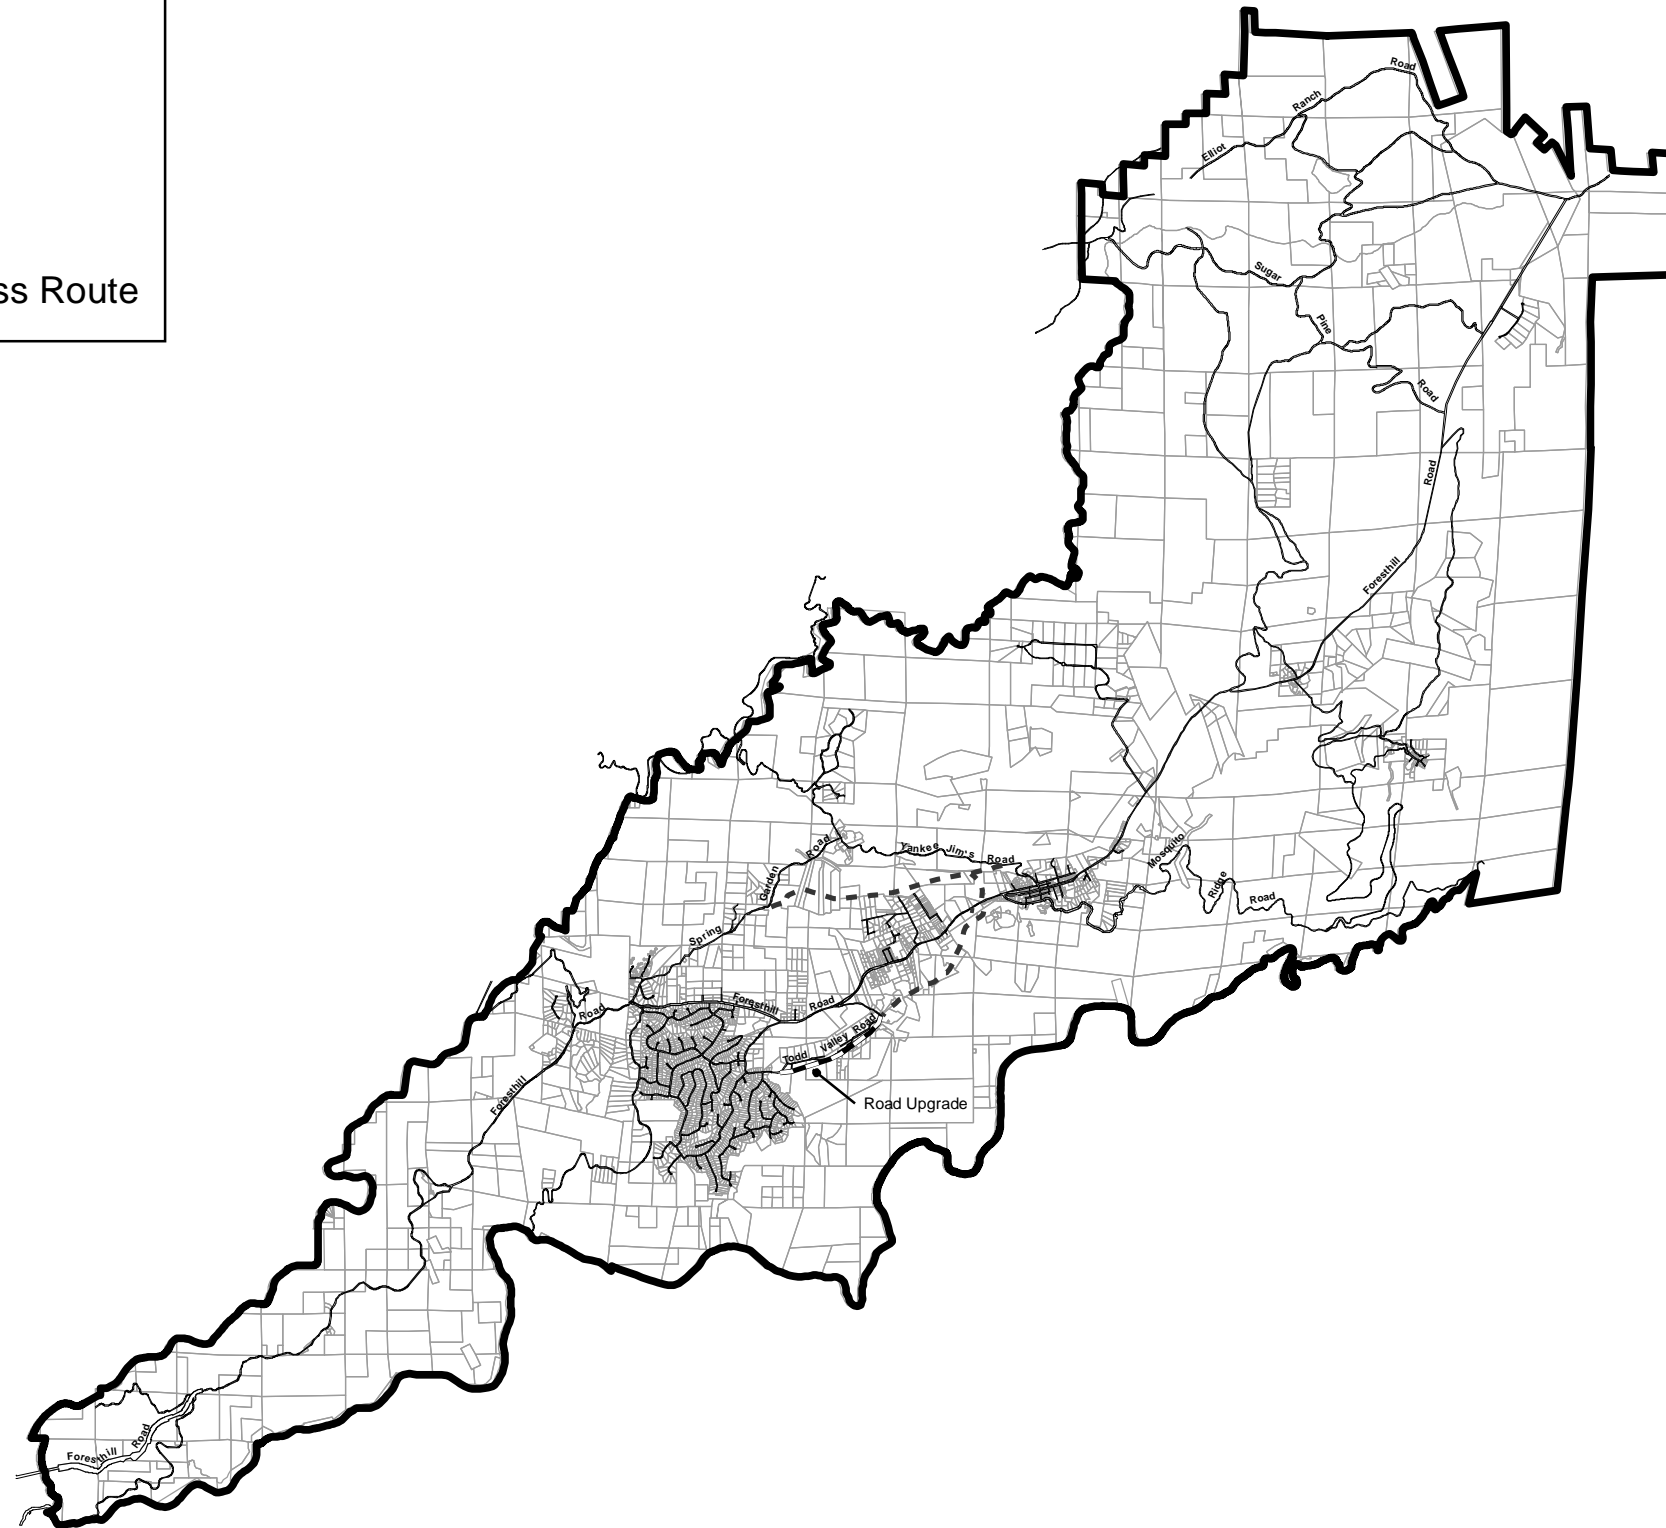 Road
Ranch
Elliot
Sugar
Pine
Road
ss Route
Road
Foresthill
Mosquito
Road
Yankee Jim's Road
Garden
Ridge
Road
Spring
Foresthill Road
Road
Todd Valley Road
Foresthill
Road Upgrade
Road
Foresthill